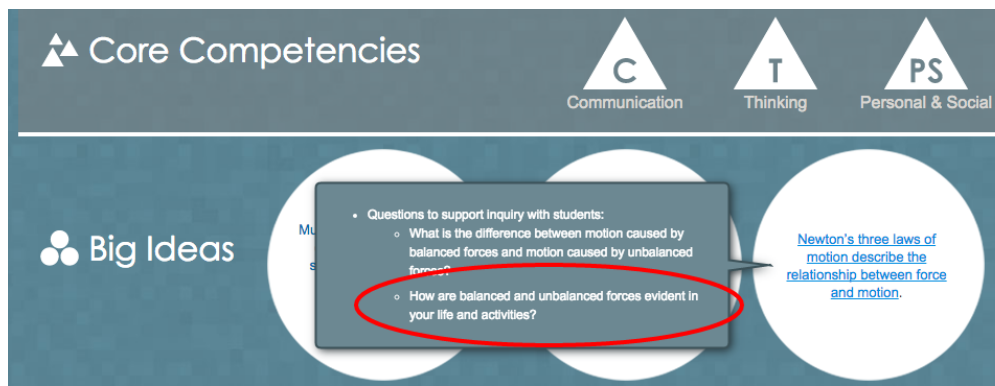 Core Competencies
C
Communication
T
Thinking
PS
Personal & Social
Big Ideas
Mu
s
• Questions to support inquiry with students:
○ What is the difference between motion caused by
balanced forces and motion caused by unbalanced
forces?
○ How are balanced and unbalanced forces evident in
your life and activities?
Newton's three laws of
motion describe the
relationship between force
and motion.